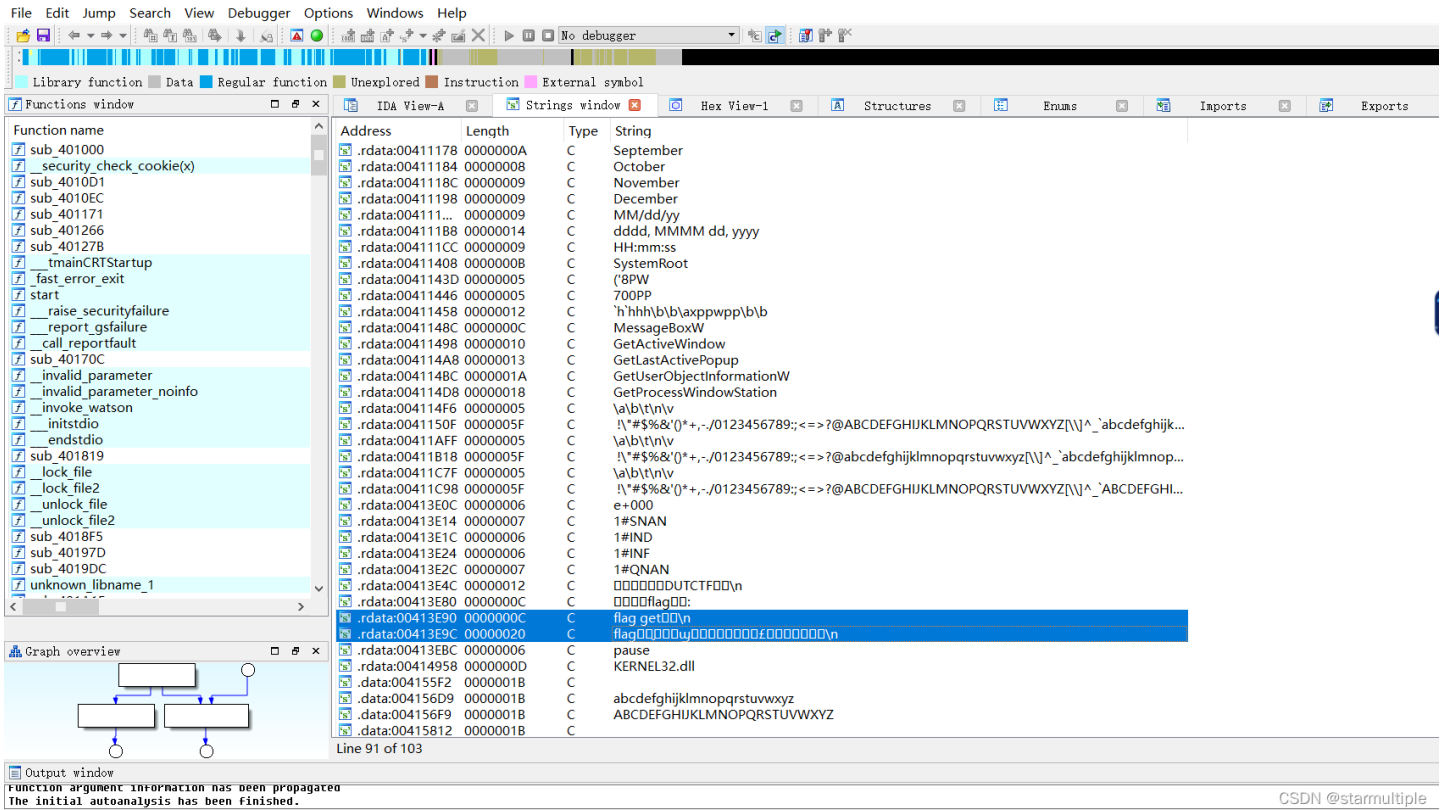 File Edit Jump Search View Debugger Options Windows Help
No debugger
Library function Data Regular function Unexplored Instruction External symbol
Functions window
IDA View-A Strings window Hex View-1 Structures Enums Imports Exports
Function name
sub_401000
__security_check_cookie(x)
sub_4010D1
sub_4010EC
sub_401171
sub_401266
sub_40127B
___tmainCRTStartup
_fast_error_exit
start
___raise_securityfailure
___report_gsfailure
__call_reportfault
sub_40170C
__invalid_parameter
__invalid_parameter_noinfo
__invoke_watson
___initstdio
___endstdio
sub_401819
__lock_file
__lock_file2
__unlock_file
__unlock_file2
sub_4018F5
sub_40197D
sub_4019DC
unknown_libname_1
Graph overview
Address Length Type String
.rdata:00411178 0000000A C September
.rdata:00411184 00000008 C October
.rdata:0041118C 00000009 C November
.rdata:00411198 00000009 C December
.rdata:004111... 00000009 C MM/dd/yy
.rdata:004111B8 00000014 C dddd, MMMM dd, yyyy
.rdata:004111CC 00000009 C HH:mm:ss
.rdata:00411408 0000000B C SystemRoot
.rdata:0041143D 00000005 C ('8PW
.rdata:00411446 00000005 C 700PP
.rdata:00411458 00000012 C `h`hhh\b\b\axppwpp\b\b
.rdata:0041148C 0000000C C MessageBoxW
.rdata:00411498 00000010 C GetActiveWindow
.rdata:004114A8 00000013 C GetLastActivePopup
.rdata:004114BC 0000001A C GetUserObjectInformationW
.rdata:004114D8 00000018 C GetProcessWindowStation
.rdata:004114F6 00000005 C \a\b\t\n\v
.rdata:0041150F 0000005F C !\"#$%&'()*+,-./0123456789:;<=>?@ABCDEFGHIJKLMNOPQRSTUVWXYZ[\\]^_`abcdefghijk...
.rdata:00411AFF 00000005 C \a\b\t\n\v
.rdata:00411B18 0000005F C !\"#$%&'()*+,-./0123456789:;<=>?@abcdefghijklmnopqrstuvwxyz[\\]^_`abcdefghijklmnop...
.rdata:00411C7F 00000005 C \a\b\t\n\v
.rdata:00411C98 0000005F C !\"#$%&'()*+,-./0123456789:;<=>?@ABCDEFGHIJKLMNOPQRSTUVWXYZ[\\]^_`ABCDEFGHI...
.rdata:00413E0C 00000006 C e+000
.rdata:00413E14 00000007 C 1#SNAN
.rdata:00413E1C 00000006 C 1#IND
.rdata:00413E24 00000006 C 1#INF
.rdata:00413E2C 00000007 C 1#QNAN
.rdata:00413E4C 00000012 C □□□□□□DUTCTF□□\n
.rdata:00413E80 0000000C C □□□□flag□□:
.rdata:00413E90 0000000C C flag get□□\n
.rdata:00413E9C 00000020 C flag
.rdata:00413EBC 00000006 C pause
.rdata:00414958 0000000D C KERNEL32.dll
.data:004155F2 0000001B C
.data:004156D9 0000001B C abcdefghijklmnopqrstuvwxyz
.data:004156F9 0000001B C ABCDEFGHIJKLMNOPQRSTUVWXYZ
.data:00415812 0000001B C
Line 91 of 103
Output window
Function argument information has been propagated
The initial autoanalysis has been finished.
CSDN @starmultiple